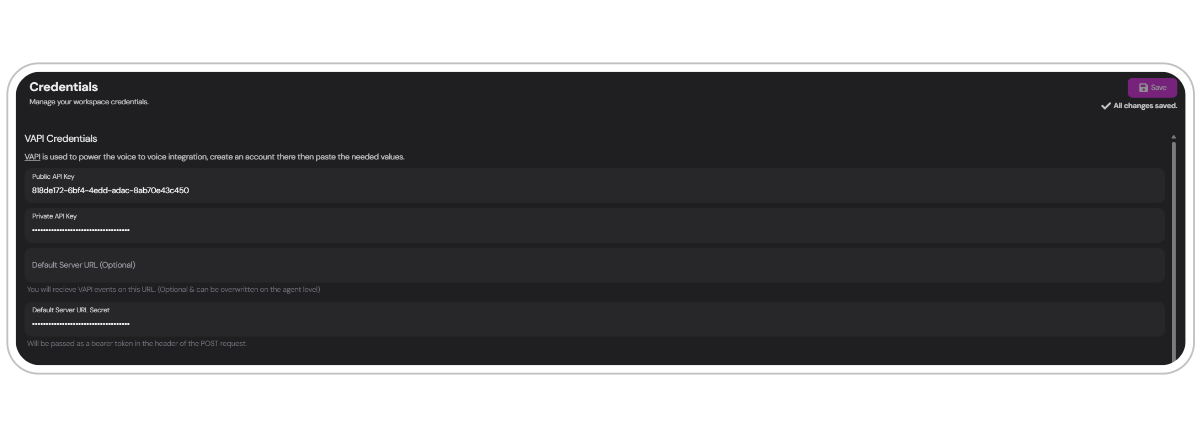 Credentials
Save
Manage your workspace credentials.
All changes saved.
VAPI Credentials
VAPI is used to power the voice to voice integration, create an account there then paste the needed values.
Public API Key
818de172-6bf4-4edd-adac-8ab70e43c450
Private API Key
Default Server URL (Optional)
You will recieve VAPI events on this URL. (Optional & can be overwritten on the agent level)
Default Server URL Secret
Will be passed as a bearer token in the header of the POST request.